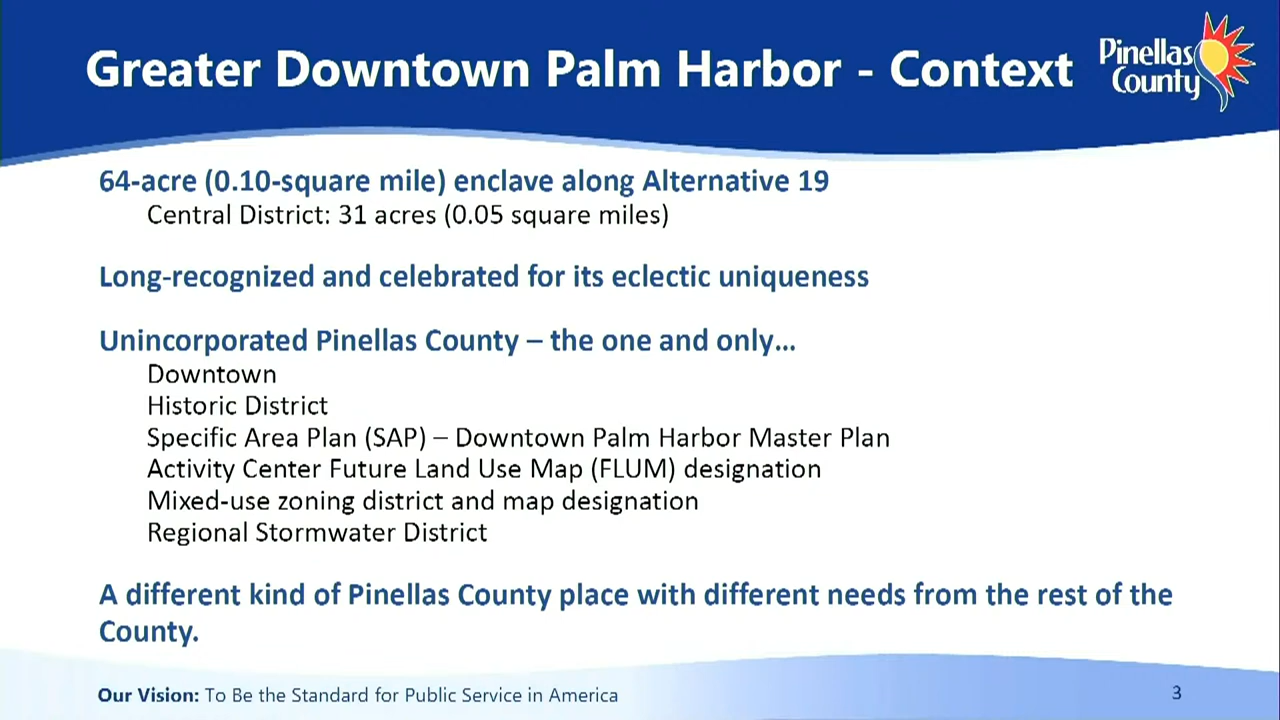 Greater Downtown Palm Harbor - Context
Pinellas
County
64-acre (0.10-square mile) enclave along Alternative 19
Central District: 31 acres (0.05 square miles)
Long-recognized and celebrated for its eclectic uniqueness
Unincorporated Pinellas County – the one and only...
Downtown
Historic District
Specific Area Plan (SAP) – Downtown Palm Harbor Master Plan
Activity Center Future Land Use Map (FLUM) designation
Mixed-use zoning district and map designation
Regional Stormwater District
A different kind of Pinellas County place with different needs from the rest of the
County.
Our Vision: To Be the Standard for Public Service in America
3